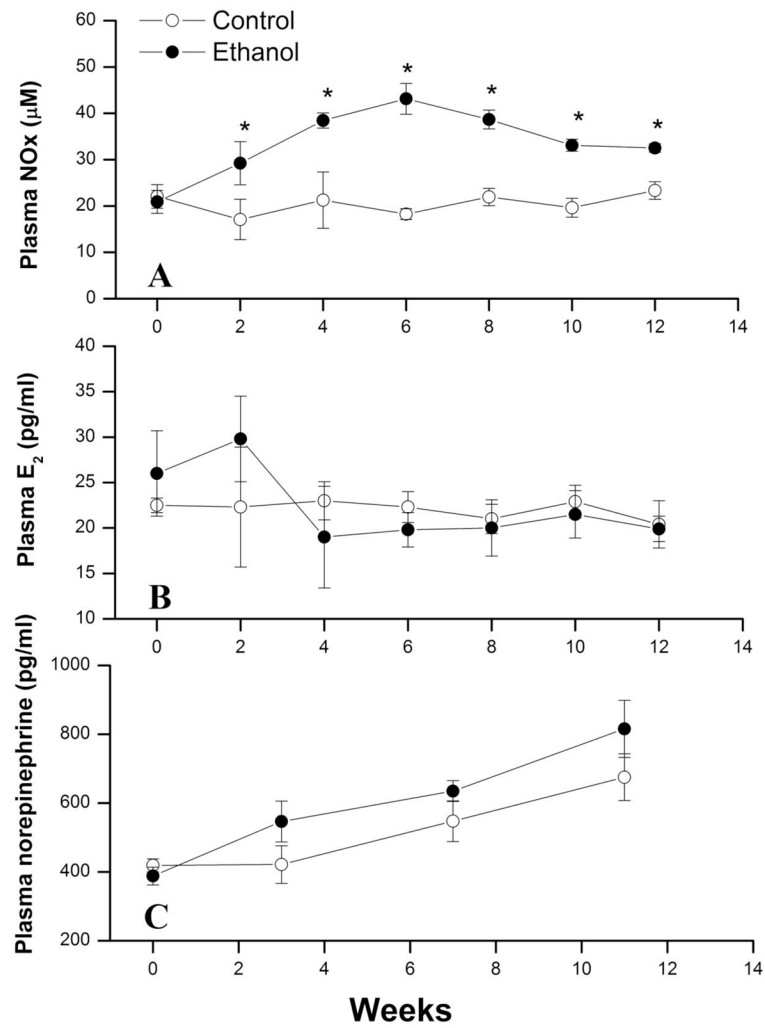 Control
Ethanol
Plasma NOx (μM)
60
50
40
30
20
10
0
* * * * * *
A
0 2 4 6 8 10 12 14
Plasma E2 (pg/ml)
40
35
30
25
20
15
10
B
0 2 4 6 8 10 12 14
Plasma norepinephrine (pg/ml)
1000
800
600
400
200
C
0 2 4 6 8 10 12 14
Weeks